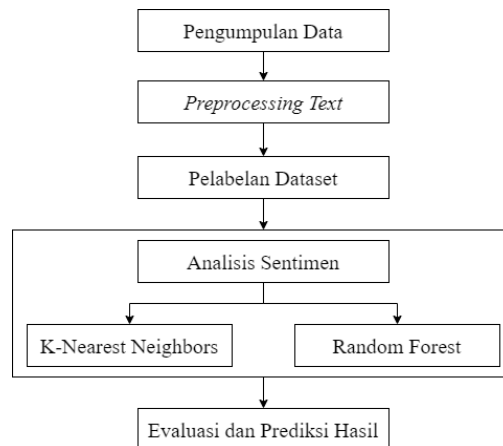 Pengumpulan Data
Preprocessing Text
Pelabelan Dataset
Analisis Sentimen
K-Nearest Neighbors
Random Forest
Evaluasi dan Prediksi Hasil